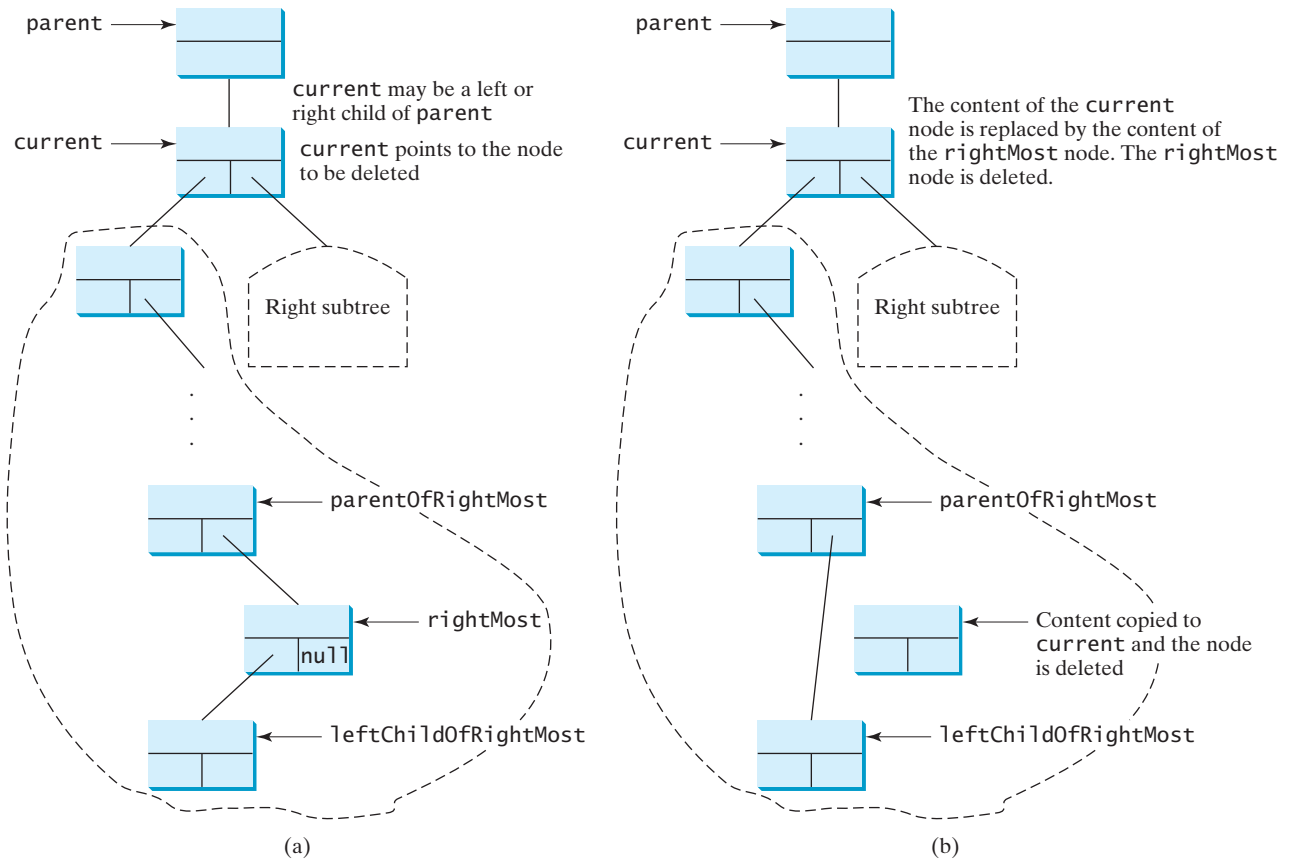 parent
current may be a left or
right child of parent
current
current points to the node
to be deleted
Right subtree
.
.
.
parentOfRightMost
rightMost
null
leftChildOfRightMost
(a)
parent
The content of the current
node is replaced by the content of
the rightMost node. The rightMost
node is deleted.
current
Right subtree
.
.
.
parentOfRightMost
Content copied to
current and the node
is deleted
leftChildOfRightMost
(b)